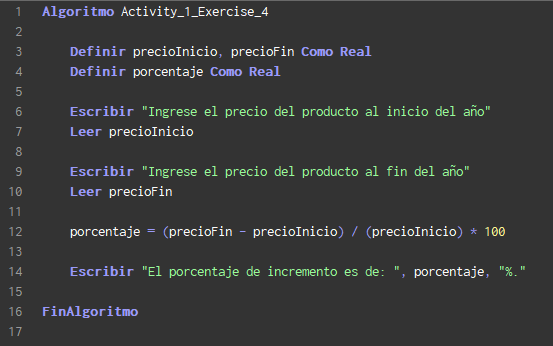 1 Algoritmo Activity_1_Exercise_4
2
3 Definir precioInicio, precioFin Como Real
4 Definir porcentaje Como Real
5
6 Escribir "Ingrese el precio del producto al inicio del año"
7 Leer precioInicio
8
9 Escribir "Ingrese el precio del producto al fin del año"
10 Leer precioFin
11
12 porcentaje = (precioFin - precioInicio) / (precioInicio) * 100
13
14 Escribir "El porcentaje de incremento es de: ", porcentaje, "%."
15
16 FinAlgoritmo
17